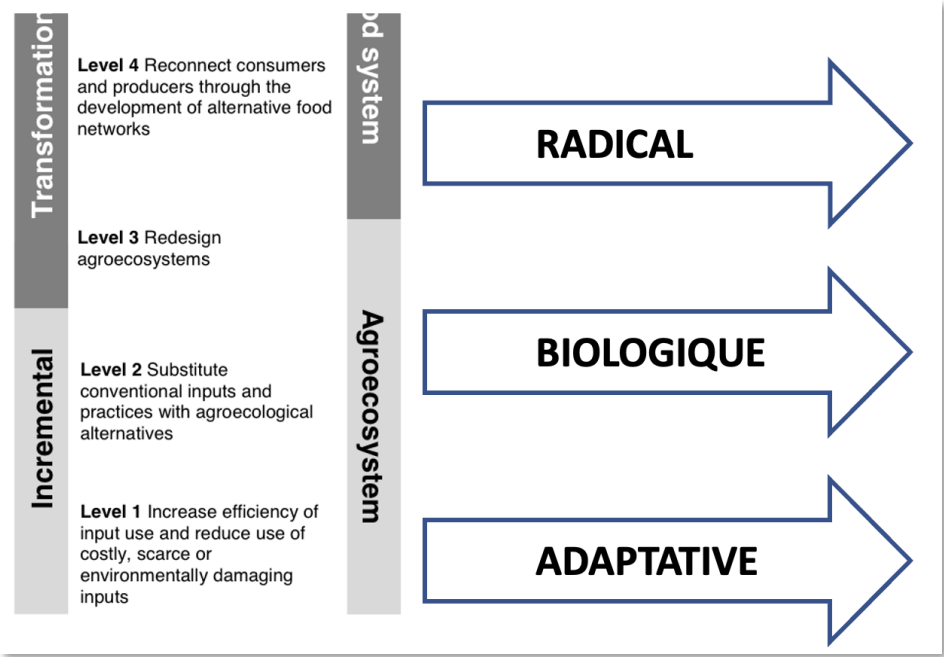 Transformation
Level 4 Reconnect consumers
and producers through the
development of alternative food
networks
Level 3 Redesign
agroecosystems
Incremental
Level 2 Substitute
conventional inputs and
practices with agroecological
alternatives
Level 1 Increase efficiency of
input use and reduce use of
costly, scarce or
environmentally damaging
inputs
od system
Agroecosystem
RADICAL
BIOLOGIQUE
ADAPTATIVE